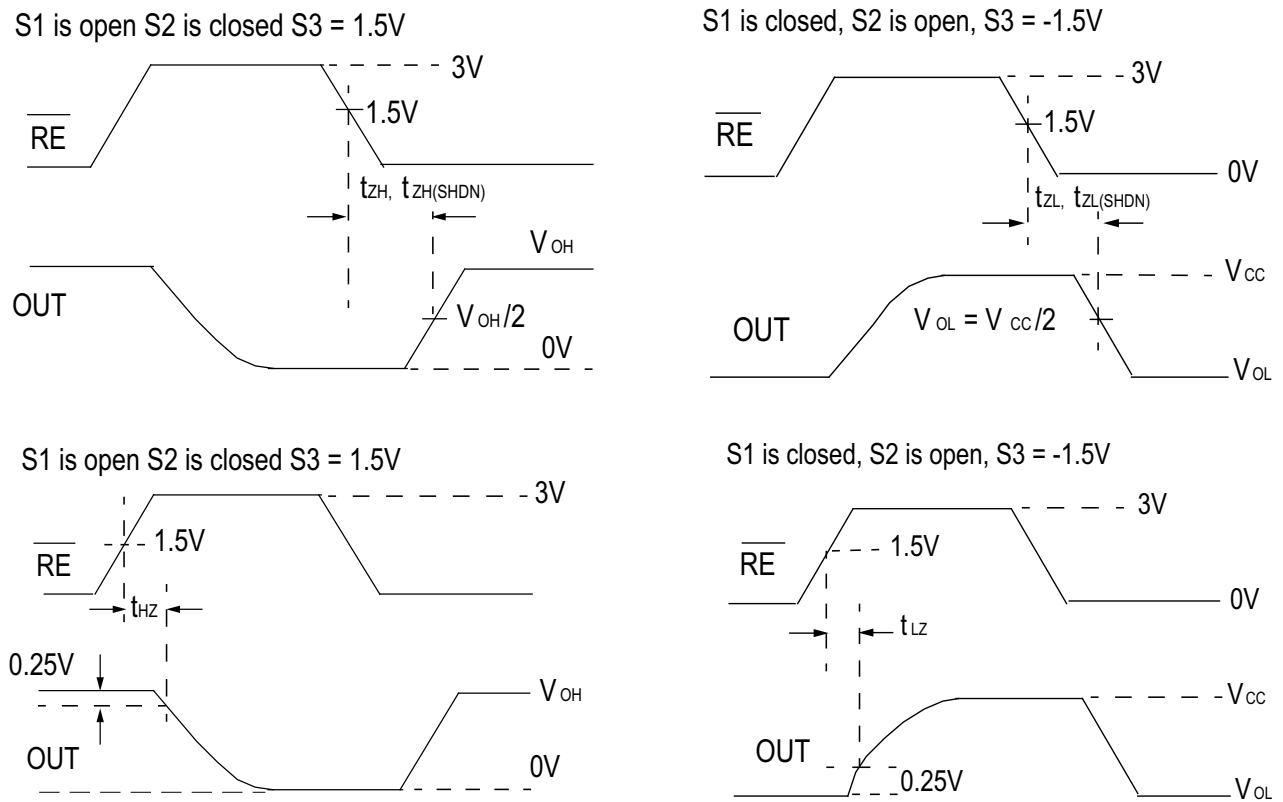 S1 is open S2 is closed S3 = 1.5V
3V
1.5V
RE
tZH, tZH(SHDN)
VOH
OUT
VOH/2
0V
S1 is closed, S2 is open, S3 = -1.5V
3V
1.5V
RE
0V
tZL, tZL(SHDN)
VCC
OUT
VOL = VCC/2
VOL
S1 is open S2 is closed S3 = 1.5V
3V
1.5V
RE
tHZ
0.25V
VOH
OUT
0V
S1 is closed, S2 is open, S3 = -1.5V
3V
1.5V
RE
0V
tLZ
VCC
OUT
0.25V
VOL